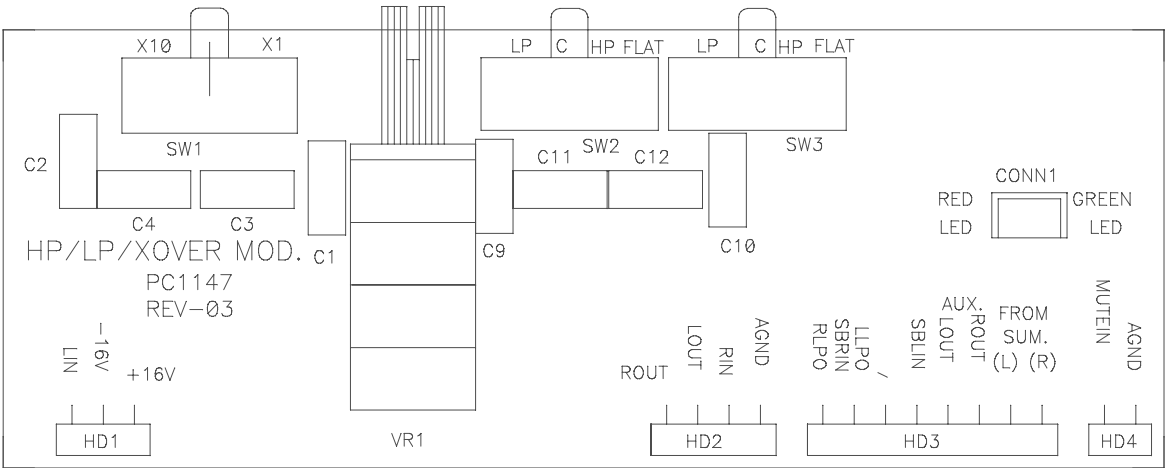 X10 X1
LP C HP FLAT
LP C HP FLAT
SW1
SW2
SW3
C2
C4
C3
C1
C9
C11
C12
C10
CONN1
RED
LED
GREEN
LED
HP/LP/XOVER MOD.
PC1147
REV-03
LIN
-16V
+16V
HD1
VR1
ROUT
LOUT
RIN
AGND
HD2
RLPO
SBRIN
LLPO
/
SBLIN
AUX.
LOUT
ROUT
FROM
SUM.
(L) (R)
HD3
MUTEIN
AGND
HD4